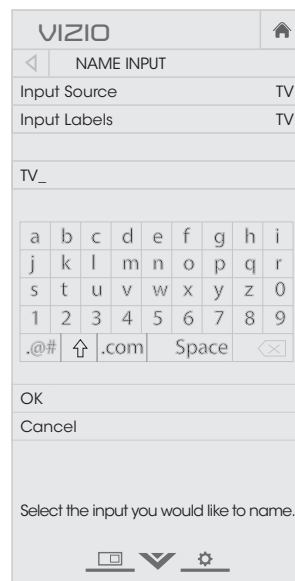 VIZIO
NAME INPUT
Input Source TV
Input Labels TV
TV_
a b c d e f g h i
j k l m n o p q r
s t u v w x y z 0
1 2 3 4 5 6 7 8 9
.@# .com Space
OK
Cancel
Select the input you would like to name.